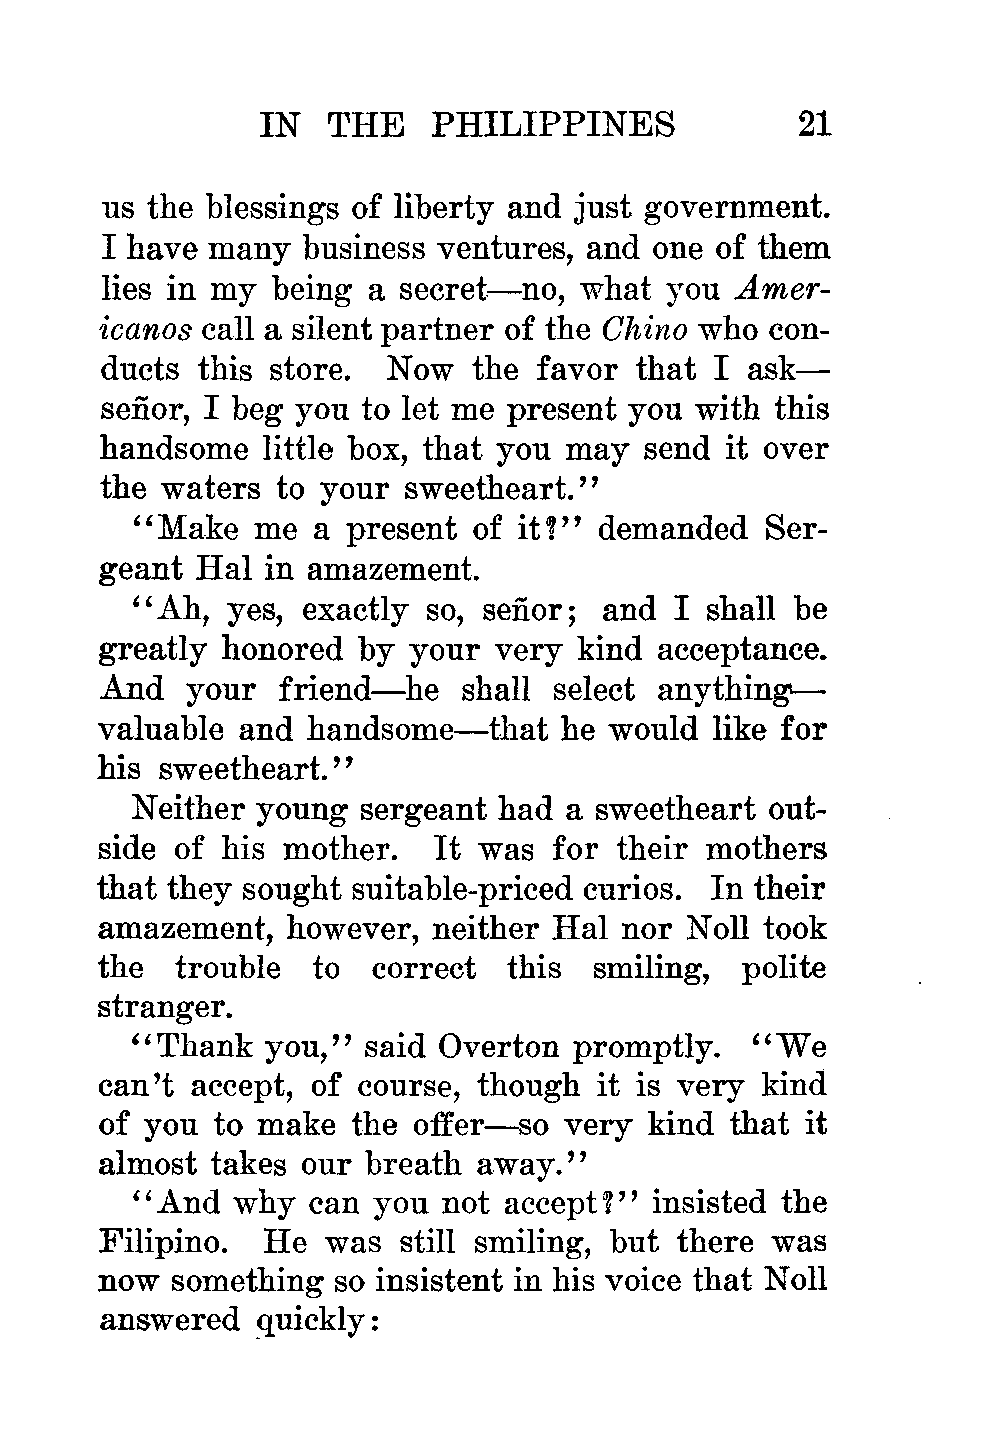 IN THE PHILIPPINES 21
us the blessings of liberty and just government.
I have many business ventures, and one of them
lies in my being a secret—no, what you Amer-
icanos call a silent partner of the Chino who con-
ducts this store. Now the favor that I ask—
señor, I beg you to let me present you with this
handsome little box, that you may send it over
the waters to your sweetheart.”
“Make me a present of it?” demanded Ser-
geant Hal in amazement.
“Ah, yes, exactly so, señor; and I shall be
greatly honored by your very kind acceptance.
And your friend—he shall select anything—
valuable and handsome—that he would like for
his sweetheart.”
Neither young sergeant had a sweetheart out-
side of his mother. It was for their mothers
that they sought suitable-priced curios. In their
amazement, however, neither Hal nor Noll took
the trouble to correct this smiling, polite
stranger.
“Thank you,” said Overton promptly. “We
can’t accept, of course, though it is very kind
of you to make the offer—so very kind that it
almost takes our breath away.”
“And why can you not accept?” insisted the
Filipino. He was still smiling, but there was
now something so insistent in his voice that Noll
answered quickly: